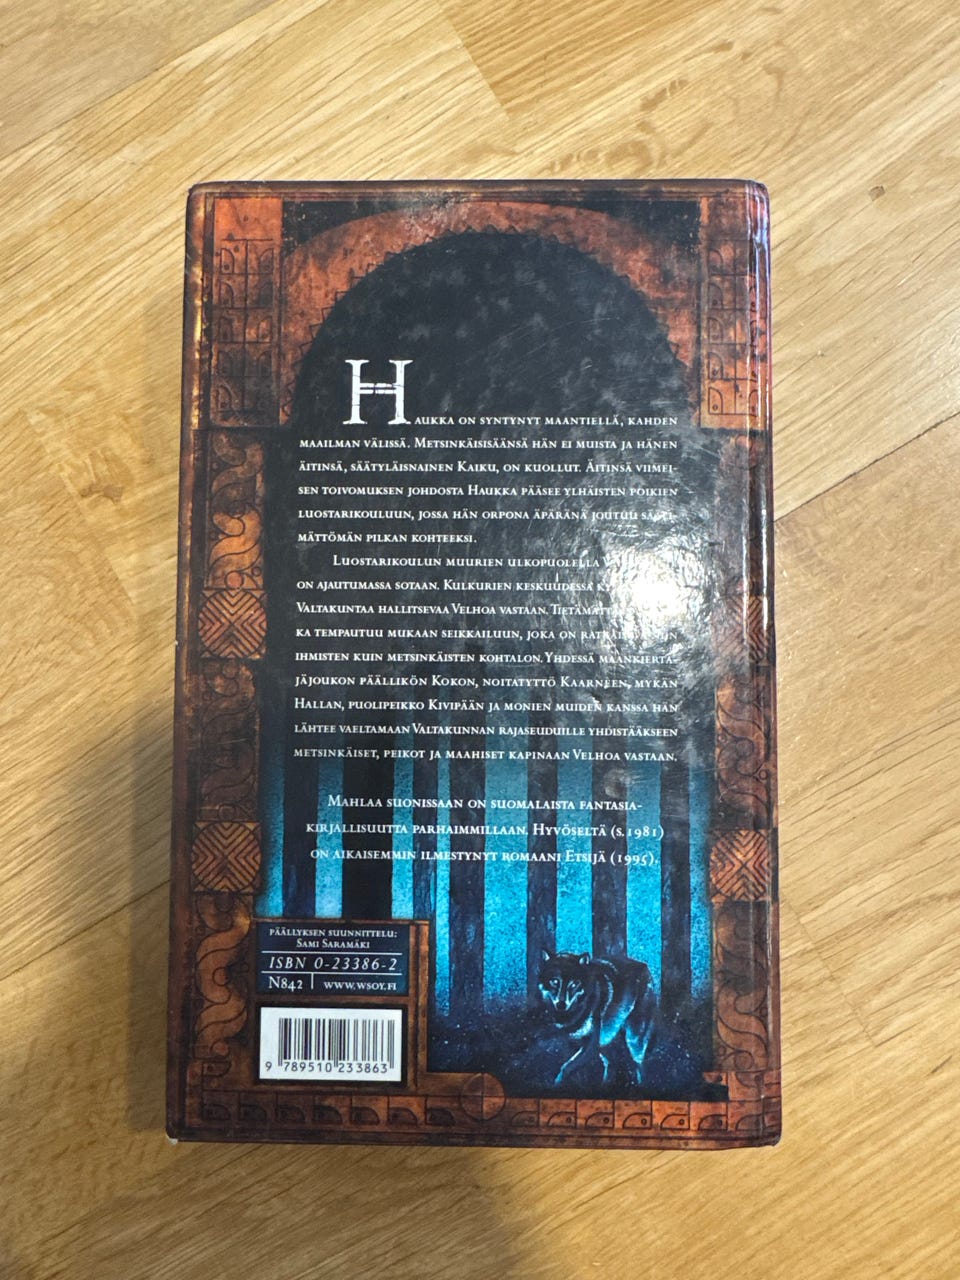 Haukka on syntynyt maantiellä, kahden
maailman välissä. Metsinkäisisäänsä hän ei muista ja hänen
äitinsä, säätyläisnainen Kaiku, on kuollut. Äitinsä viimei-
sen toivomuksen johdosta Haukka pääsee ylhäisten poikien
luostarikouluun, jossa hän orpona äpäränä joutuu sääli-
mättömän pilkan kohteeksi.
Luostarikoulun muurien ulkopuolella
on ajautumassa sotaan. Kulkurien keskuudessa
Valtakuntaa hallitsevaa Velhoa vastaan.
ka tempautuu mukaan seikkailuun, joka on
ihmisten kuin metsinkäisten kohtalon. Yhdessä maankierta-
jäjoukon päällikön Kokon, noitatyttö Kaarneen, mykän
Hallan, puolipeikko Kivipään ja monien muiden kanssa hän
lähtee vaeltamaan Valtakunnan rajaseuduille yhdistääkseen
metsinkäiset, peikot ja maahiset kapinaan Velhoa vastaan.
Mahlaa suonissaan on suomalaista fantasia-
kirjallisuutta parhaimmillaan. Hyvöseltä (s. 1981)
on aikaisemmin ilmestynyt romaani Etsijä (1995).
Päällyksen suunnittelu:
Sami Saramäki
ISBN 0-23386-2
N842 | www.wsoy.fi
9 789510 233863